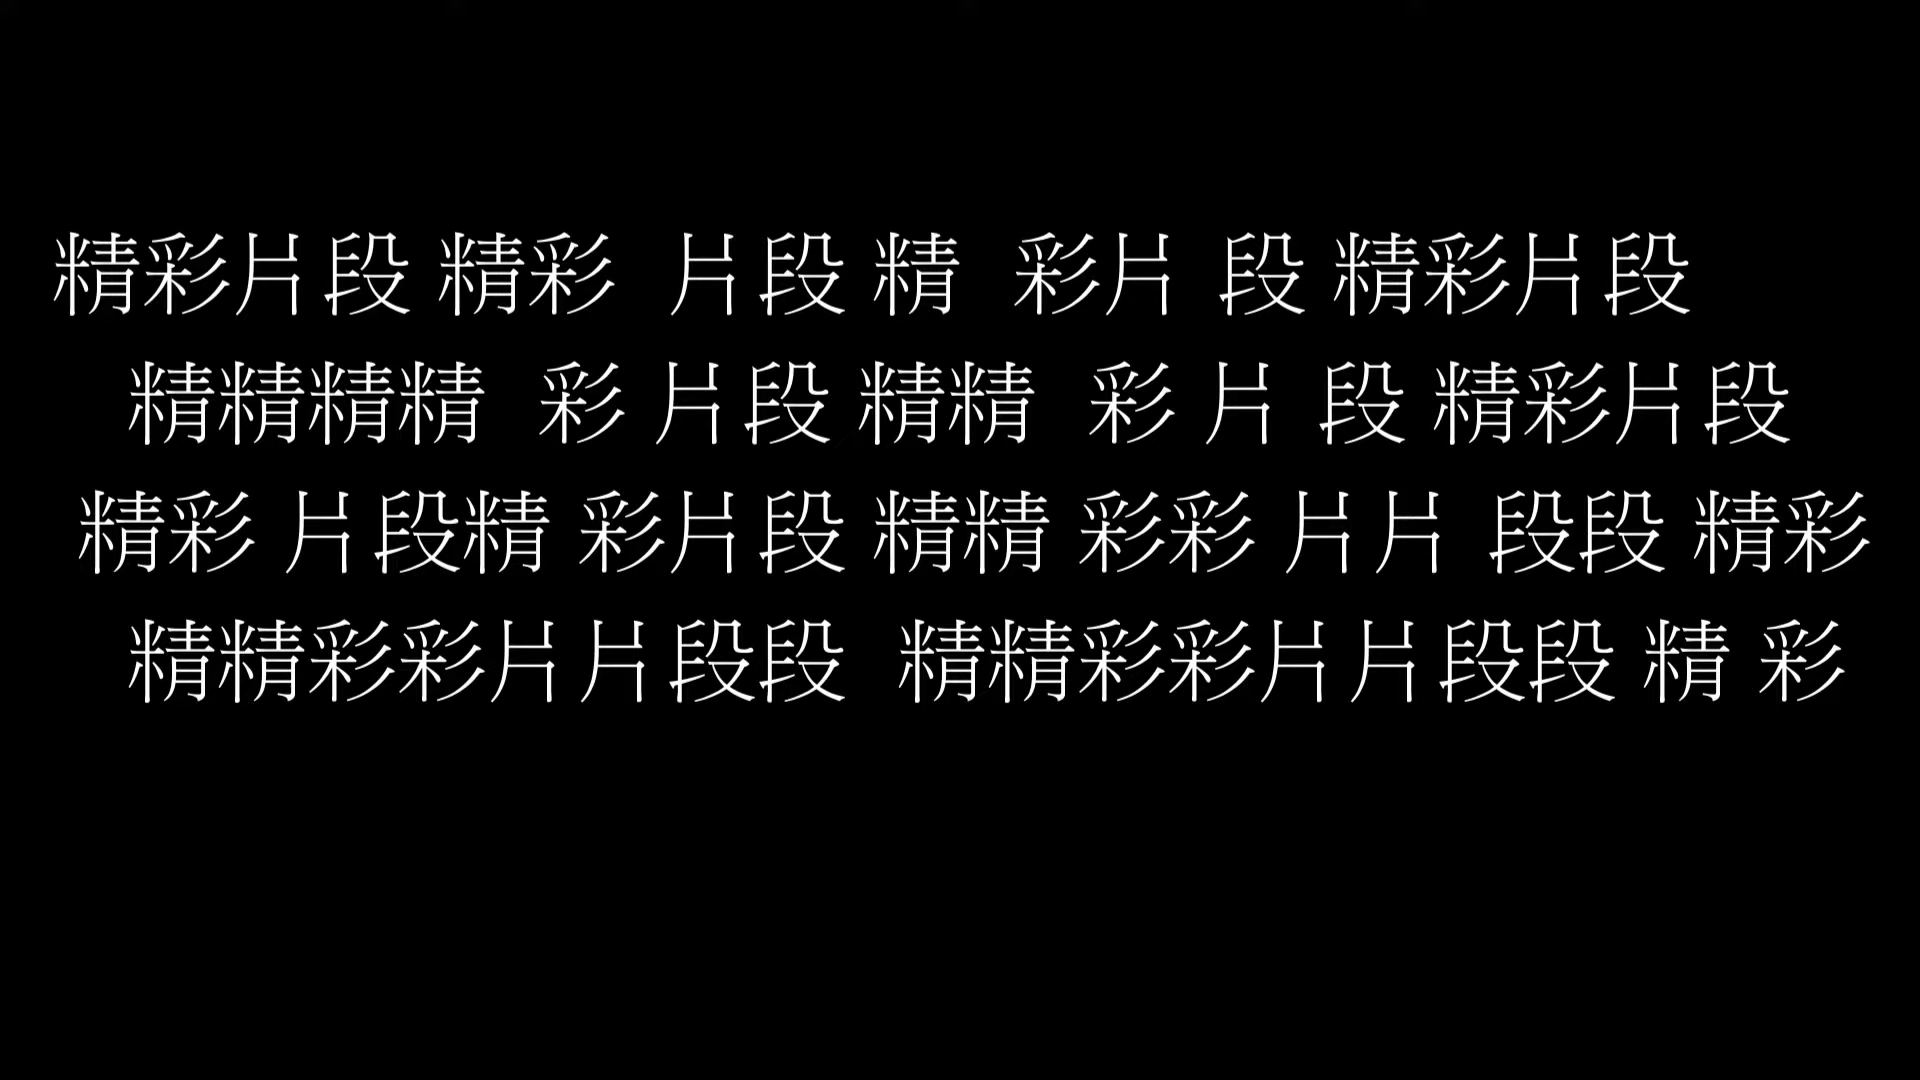 精彩片段 精彩  片段 精  彩片 段 精彩片段
精精精精  彩 片段 精精  彩 片 段 精彩片段
精彩 片段精 彩片段 精精 彩彩 片片 段段 精彩
精精彩彩片片段段  精精彩彩片片段段 精 彩